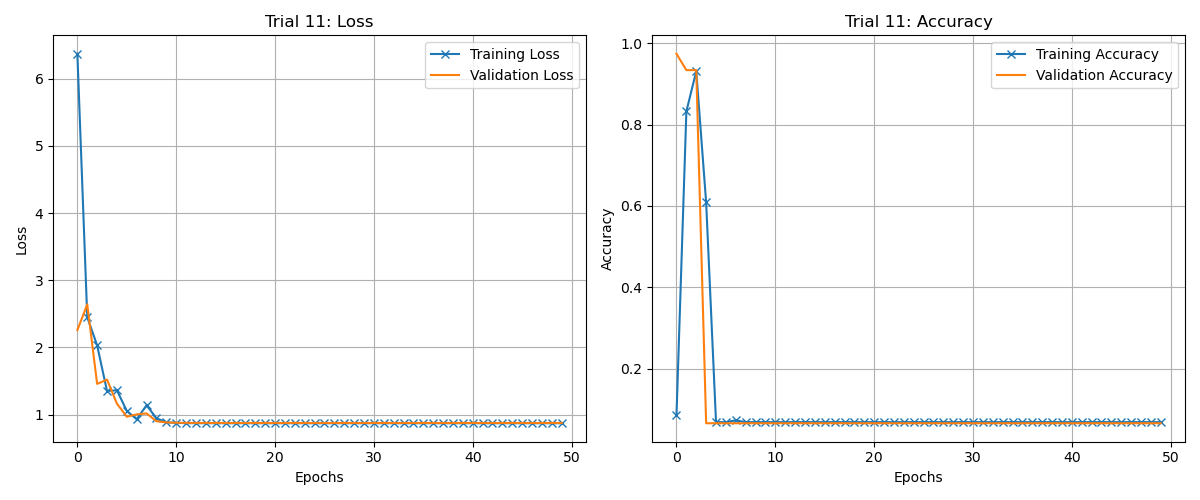 Trial 11: Loss
Loss
6
5
4
3
2
1
Training Loss
Validation Loss
0
10
20
30
40
50
Epochs
Trial 11: Accuracy
Accuracy
1.0
0.8
0.6
0.4
0.2
Training Accuracy
Validation Accuracy
0
10
20
30
40
50
Epochs